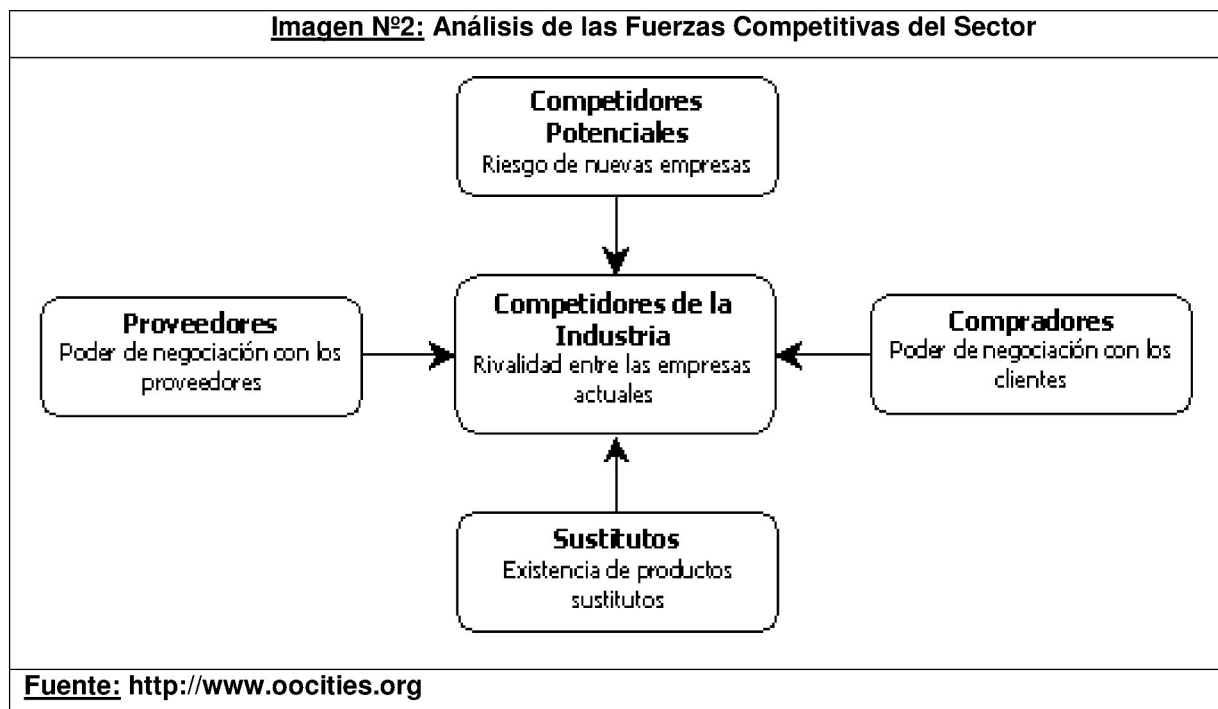 Imagen Nº2: Análisis de las Fuerzas Competitivas del Sector
Competidores
Potenciales
Riesgo de nuevas empresas
Proveedores
Poder de negociación con los
proveedores
Competidores de la
Industria
Rivalidad entre las empresas
actuales
Compradores
Poder de negociación con los
clientes
Sustitutos
Existencia de productos
sustitutos
Fuente: http://www.oocities.org